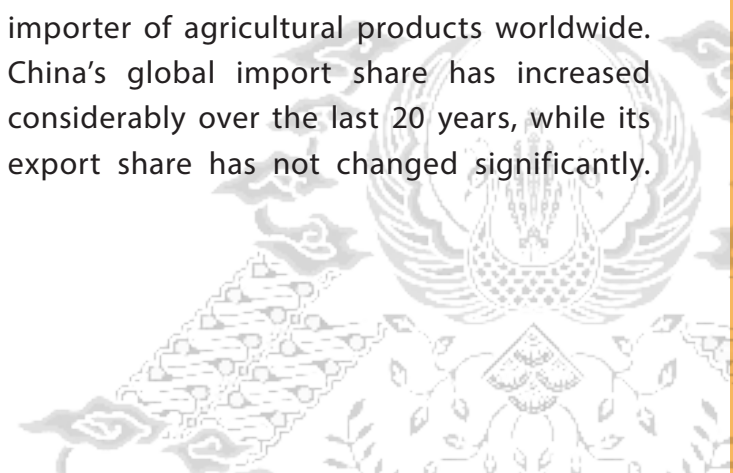 importer of agricultural products worldwide.
China's global import share has increased
considerably over the last 20 years, while its
export share has not changed significantly.